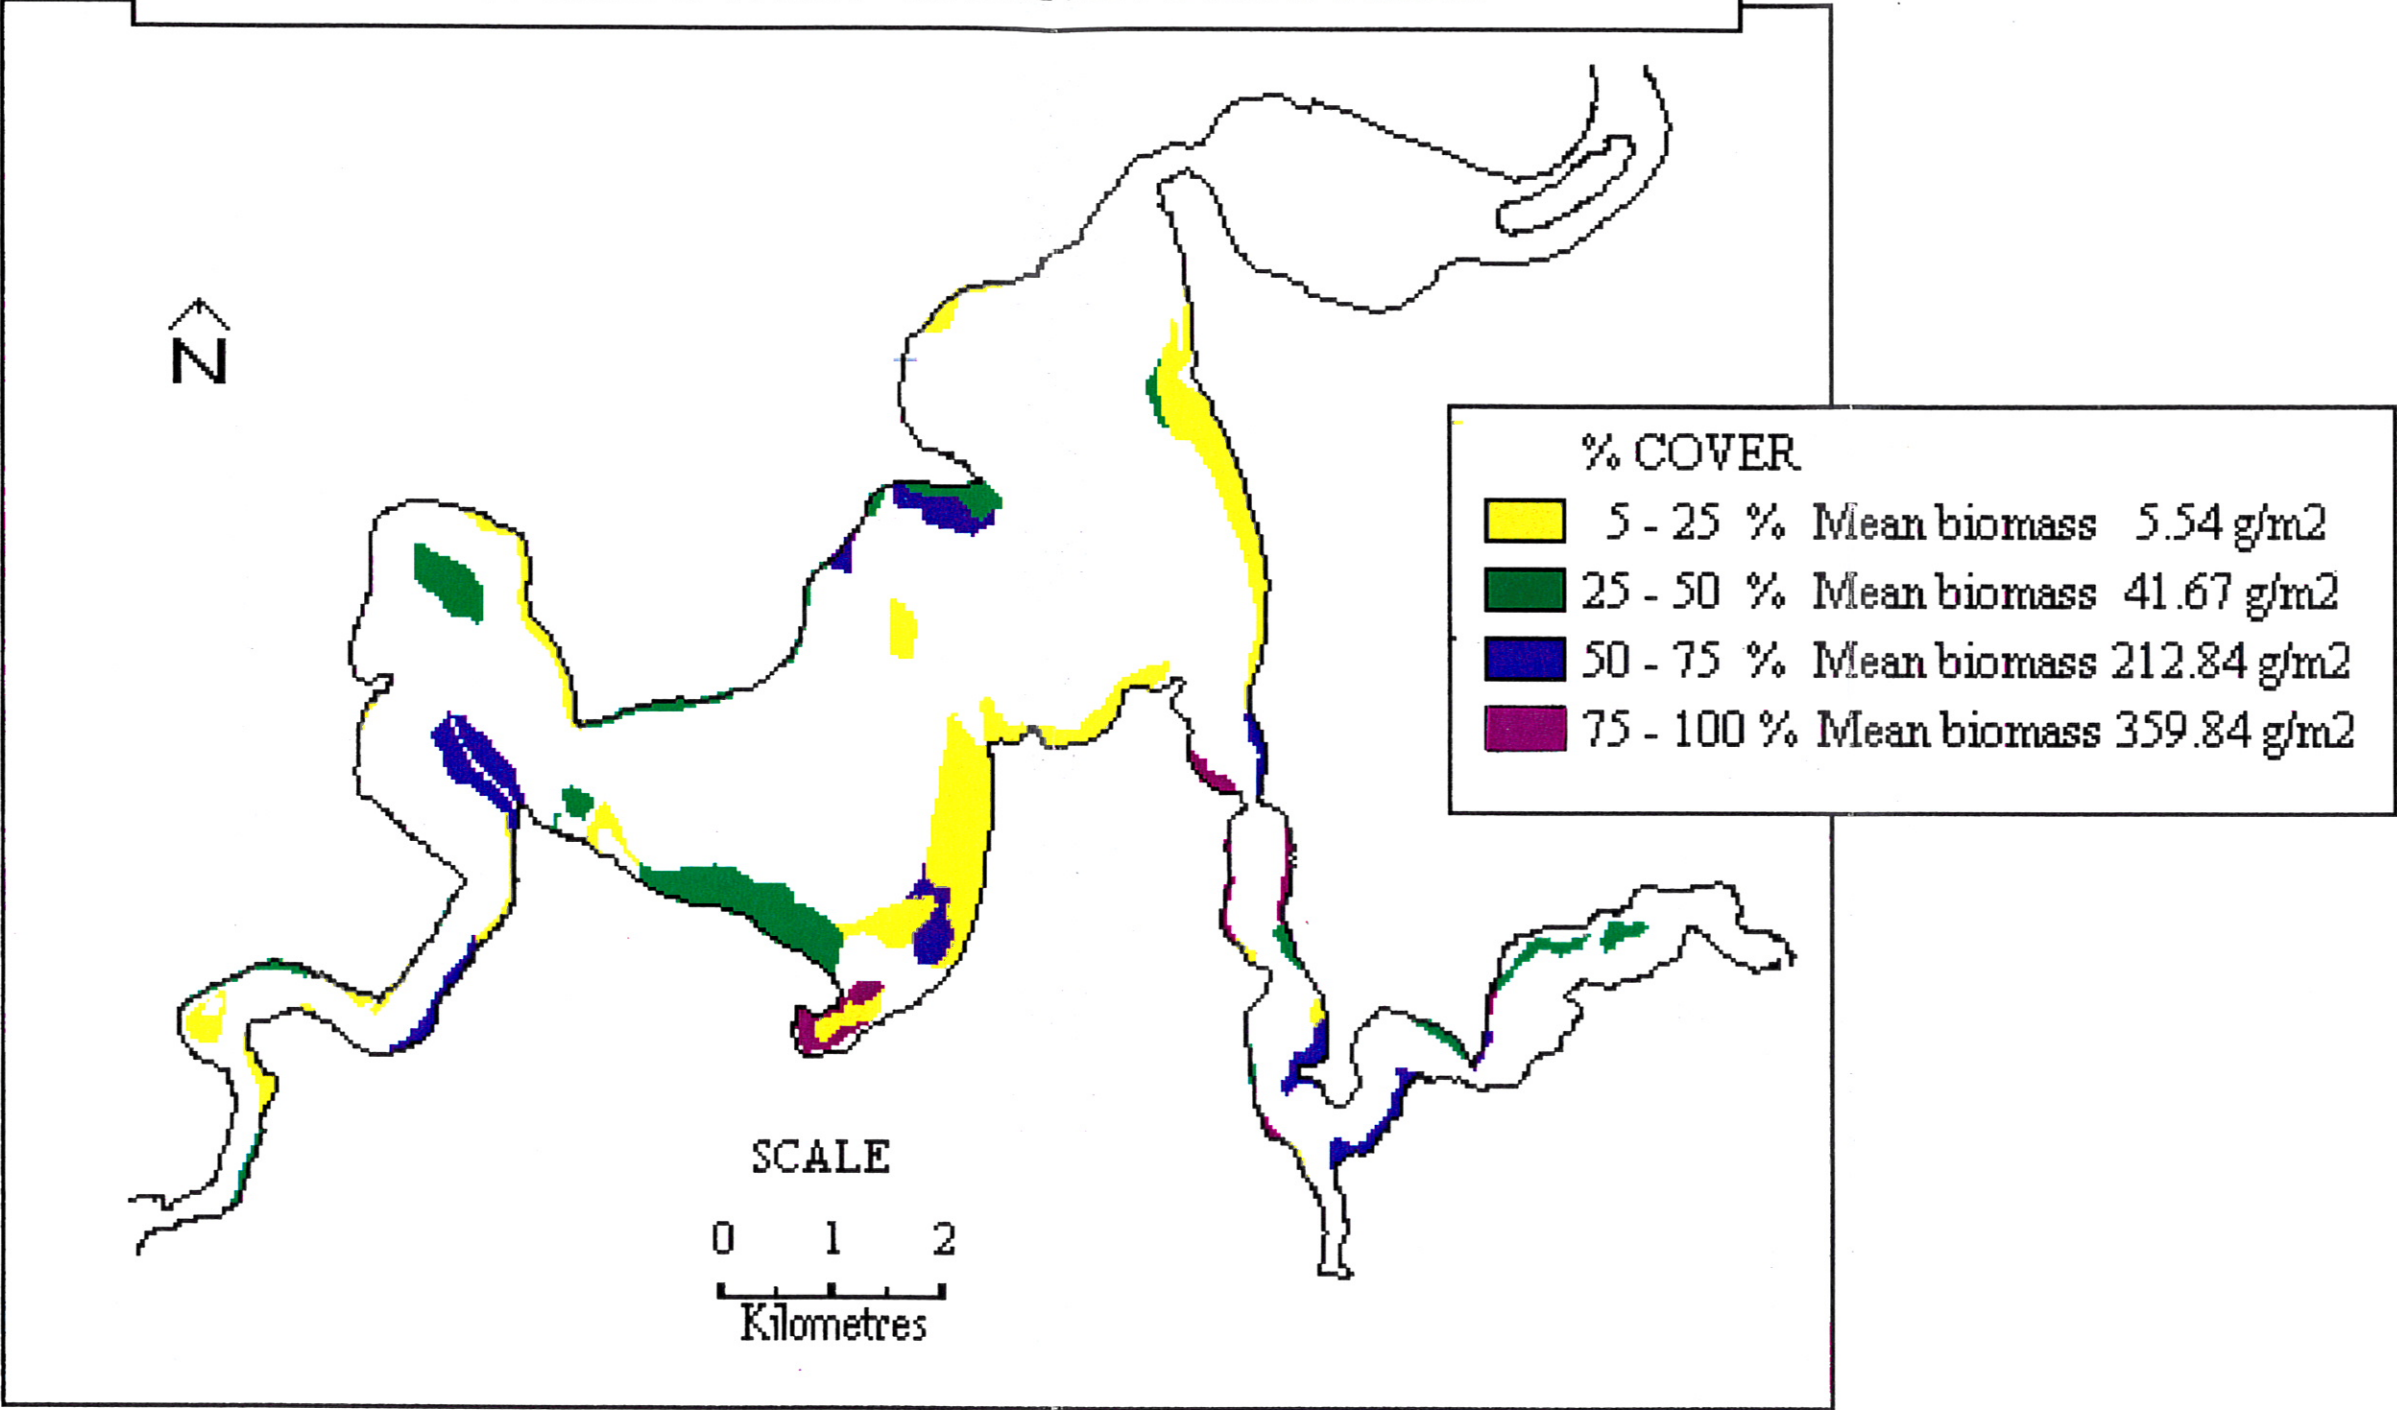 N
% COVER
5 - 25 % Mean biomass 5.54 g/m2
25 - 50 % Mean biomass 41.67 g/m2
50 - 75 % Mean biomass 212.84 g/m2
75 - 100 % Mean biomass 359.84 g/m2
SCALE
0 1 2
Kilometres